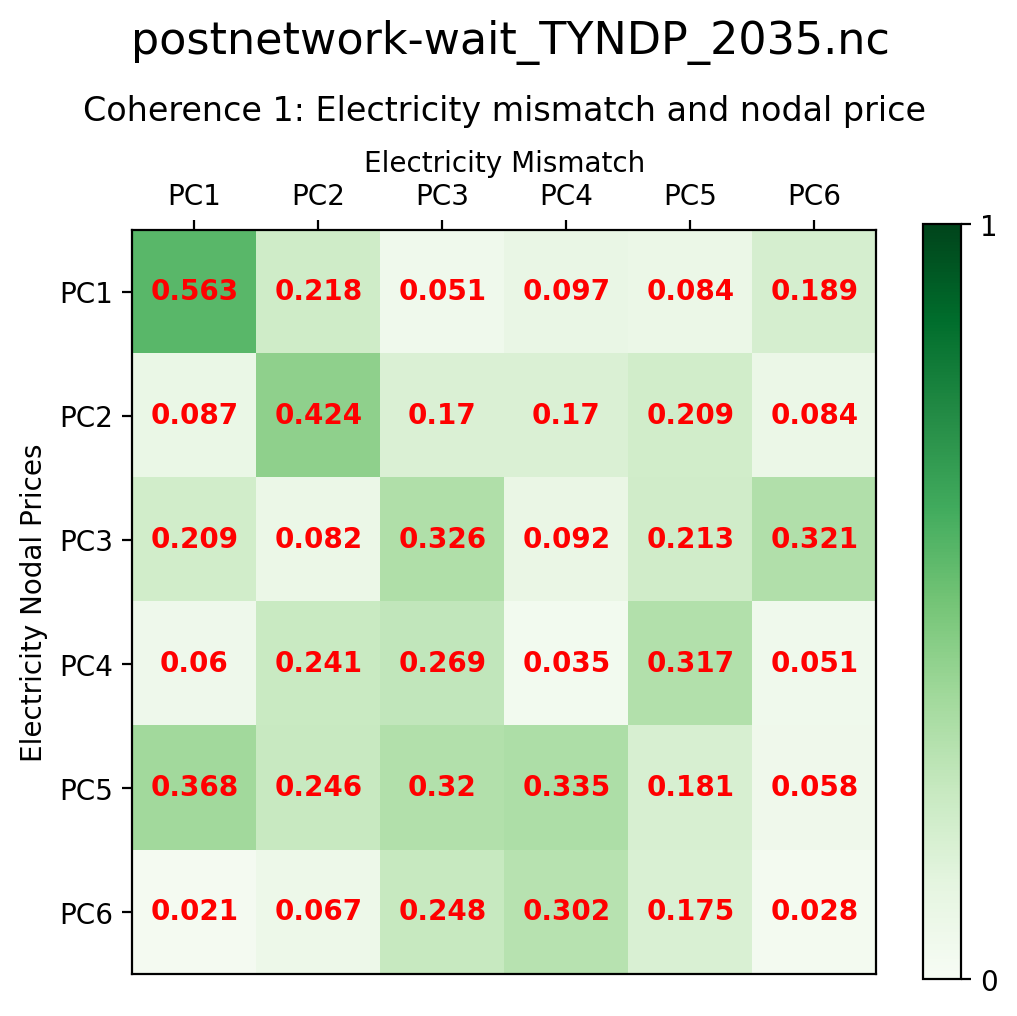 postnetwork-wait_TYNDP_2035.nc
Coherence 1: Electricity mismatch and nodal price
Electricity Mismatch
PC1 PC2 PC3 PC4 PC5 PC6
1
PC1 0.563 0.218 0.051 0.097 0.084 0.189
PC2 0.087 0.424 0.17 0.17 0.209 0.084
PC3 0.209 0.082 0.326 0.092 0.213 0.321
Electricity Nodal Prices
PC4 0.06 0.241 0.269 0.035 0.317 0.051
PC5 0.368 0.246 0.32 0.335 0.181 0.058
PC6 0.021 0.067 0.248 0.302 0.175 0.028
0